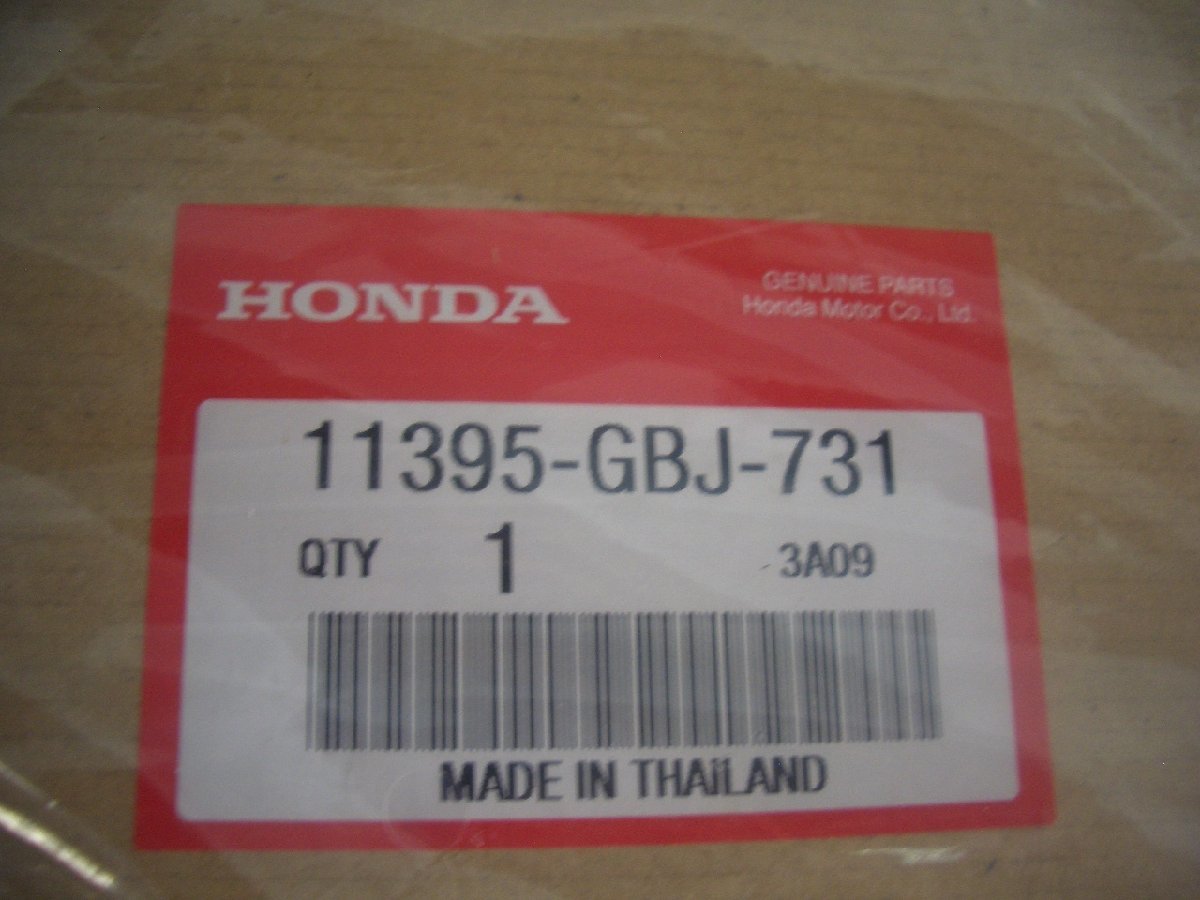 HONDA
GENUINE PARTS
Honda Motor Co., Ltd.
11395-GBJ-731
QTY 1 3A09
MADE IN THAiLAND